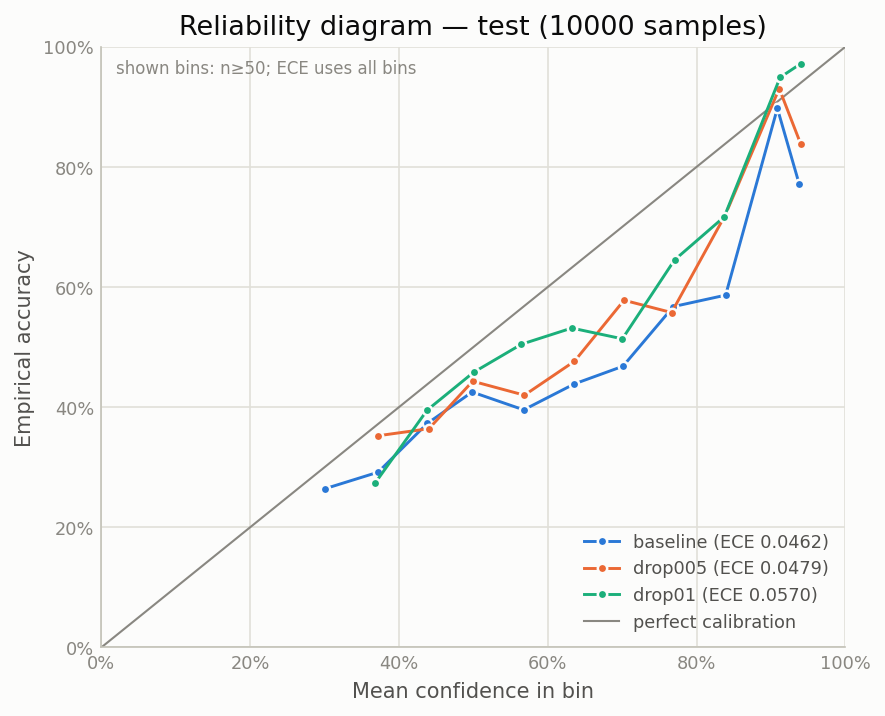 Reliability diagram — test (10000 samples)
100%
shown bins: n≥50; ECE uses all bins
80%
60%
Empirical accuracy
40%
20%
baseline (ECE 0.0462)
drop005 (ECE 0.0479)
drop01 (ECE 0.0570)
perfect calibration
0%
0% 20% 40% 60% 80% 100%
Mean confidence in bin